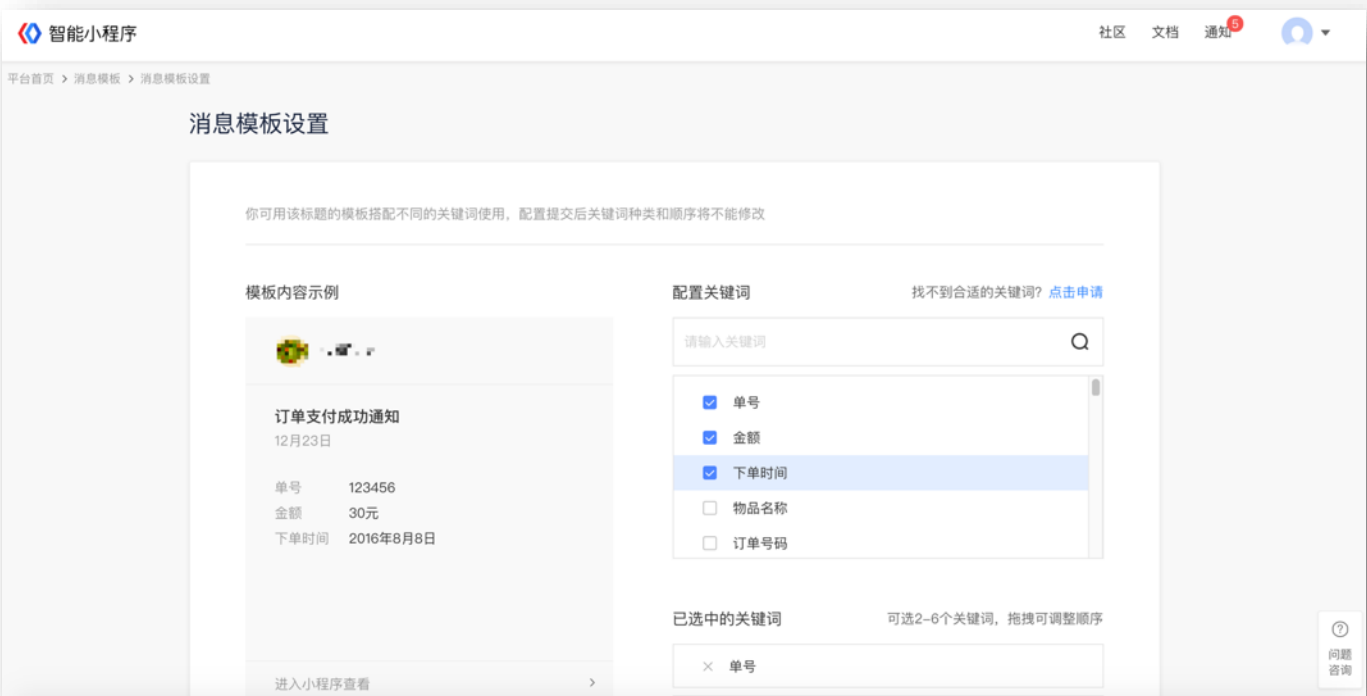 智能小程序
社区 文档 通知 5
平台首页 > 消息模板 > 消息模板设置
消息模板设置
你可用该标题的模板搭配不同的关键词使用，配置提交后关键词种类和顺序将不能修改
模板内容示例
订单支付成功通知
12月23日
单号 123456
金额 30元
下单时间 2016年8月8日
进入小程序查看
配置关键词 找不到合适的关键词？点击申请
请输入关键词
单号
金额
下单时间
物品名称
订单号码
已选中的关键词 可选2-6个关键词，拖拽可调整顺序
× 单号
问题
咨询